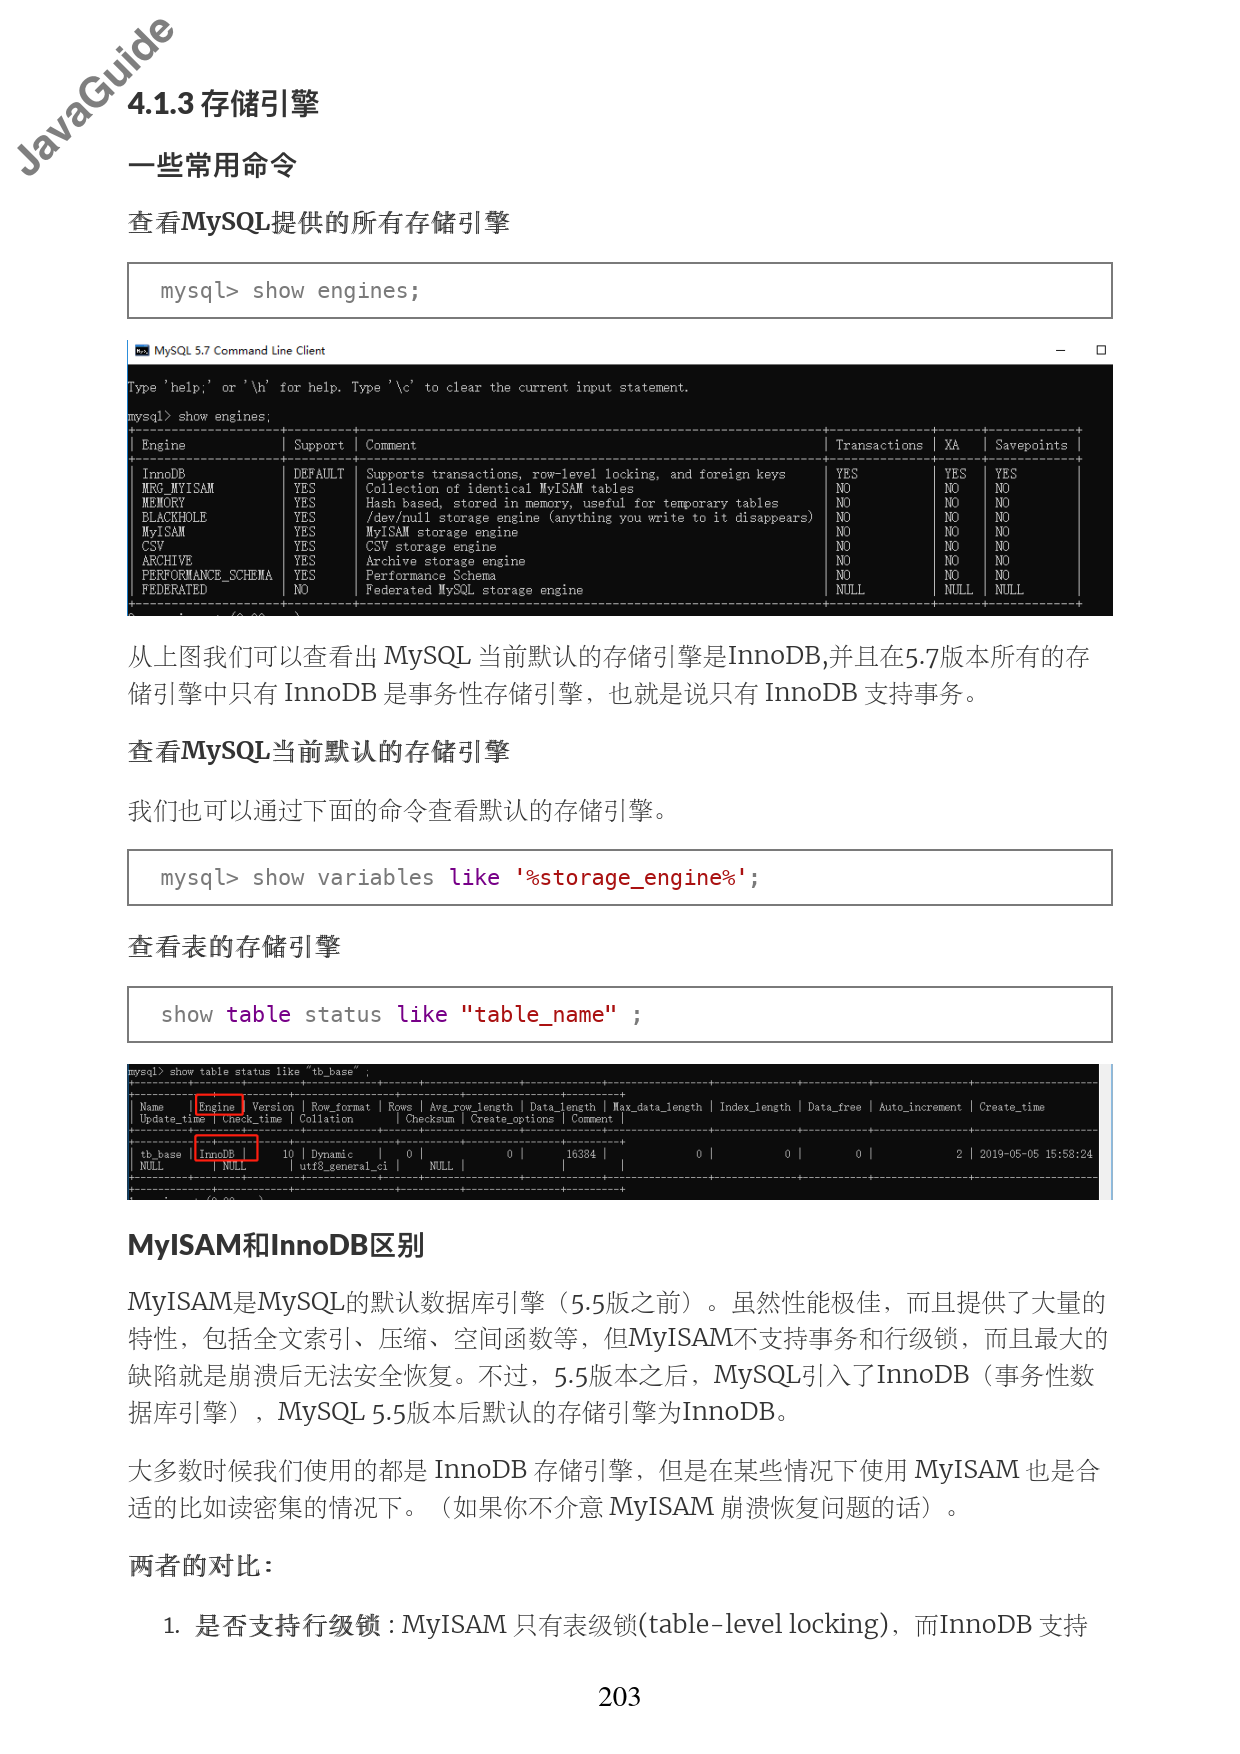 JavaGuide
4.1.3 存储引擎
一些常用命令
查看MySQL提供的所有存储引擎
mysql> show engines;
MySQL 5.7 Command Line Client
Type 'help;' or '\h' for help. Type '\c' to clear the current input statement.
mysql> show engines;
| Engine | Support | Comment | Transactions | XA | Savepoints |
| InnoDB | DEFAULT | Supports transactions, row-level locking, and foreign keys | YES | YES | YES |
| MRG_MYISAM | YES | Collection of identical MyISAM tables | NO | NO | NO |
| MEMORY | YES | Hash based, stored in memory, useful for temporary tables | NO | NO | NO |
| BLACKHOLE | YES | /dev/null storage engine (anything you write to it disappears) | NO | NO | NO |
| MyISAM | YES | MyISAM storage engine | NO | NO | NO |
| CSV | YES | CSV storage engine | NO | NO | NO |
| ARCHIVE | YES | Archive storage engine | NO | NO | NO |
| PERFORMANCE_SCHEMA | YES | Performance Schema | NO | NO | NO |
| FEDERATED | NO | Federated MySQL storage engine | NULL | NULL | NULL |
从上图我们可以查看出 MySQL 当前默认的存储引擎是InnoDB,并且在5.7版本所有的存
储引擎中只有 InnoDB 是事务性存储引擎，也就是说只有 InnoDB 支持事务。
查看MySQL当前默认的存储引擎
我们也可以通过下面的命令查看默认的存储引擎。
mysql> show variables like '%storage_engine%';
查看表的存储引擎
show table status like "table_name" ;
mysql> show table status like "tb_base" ;
| Name | Engine | Version | Row_format | Rows | Avg_row_length | Data_length | Max_data_length | Index_length | Data_free | Auto_increment | Create_time
| Update_time | Check_time | Collation | Checksum | Create_options | Comment |
| tb_base | InnoDB | 10 | Dynamic | 0 | 0 | 16384 | 0 | 0 | 0 | 2 | 2019-05-05 15:58:24
| NULL | NULL | utf8_general_ci | NULL | | |
MyISAM和InnoDB区别
MyISAM是MySQL的默认数据库引擎（5.5版之前）。虽然性能极佳，而且提供了大量的
特性，包括全文索引、压缩、空间函数等，但MyISAM不支持事务和行级锁，而且最大的
缺陷就是崩溃后无法安全恢复。不过，5.5版本之后，MySQL引入了InnoDB（事务性数
据库引擎），MySQL 5.5版本后默认的存储引擎为InnoDB。
大多数时候我们使用的都是 InnoDB 存储引擎，但是在某些情况下使用 MyISAM 也是合
适的比如读密集的情况下。（如果你不介意 MyISAM 崩溃恢复问题的话）。
两者的对比：
1. 是否支持行级锁 : MyISAM 只有表级锁(table-level locking)，而InnoDB 支持
203